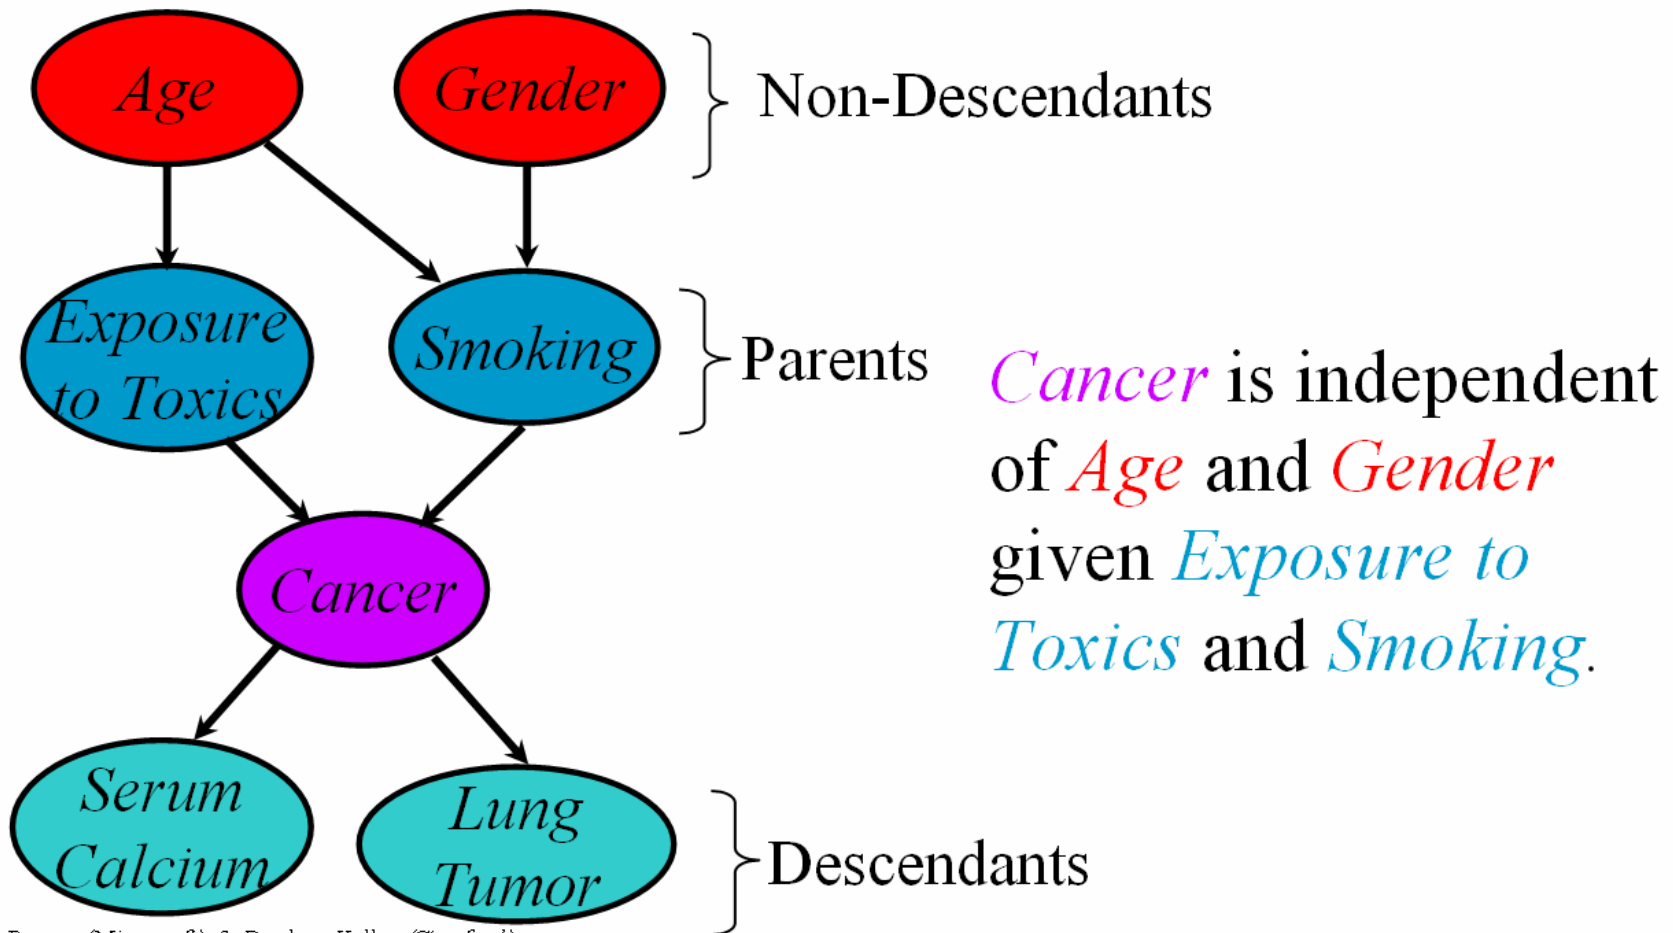 Age
Gender
Non-Descendants
Exposure
to Toxics
Smoking
Parents
Cancer is independent
of Age and Gender
given Exposure to
Toxics and Smoking.
Cancer
Serum
Calcium
Lung
Tumor
Descendants